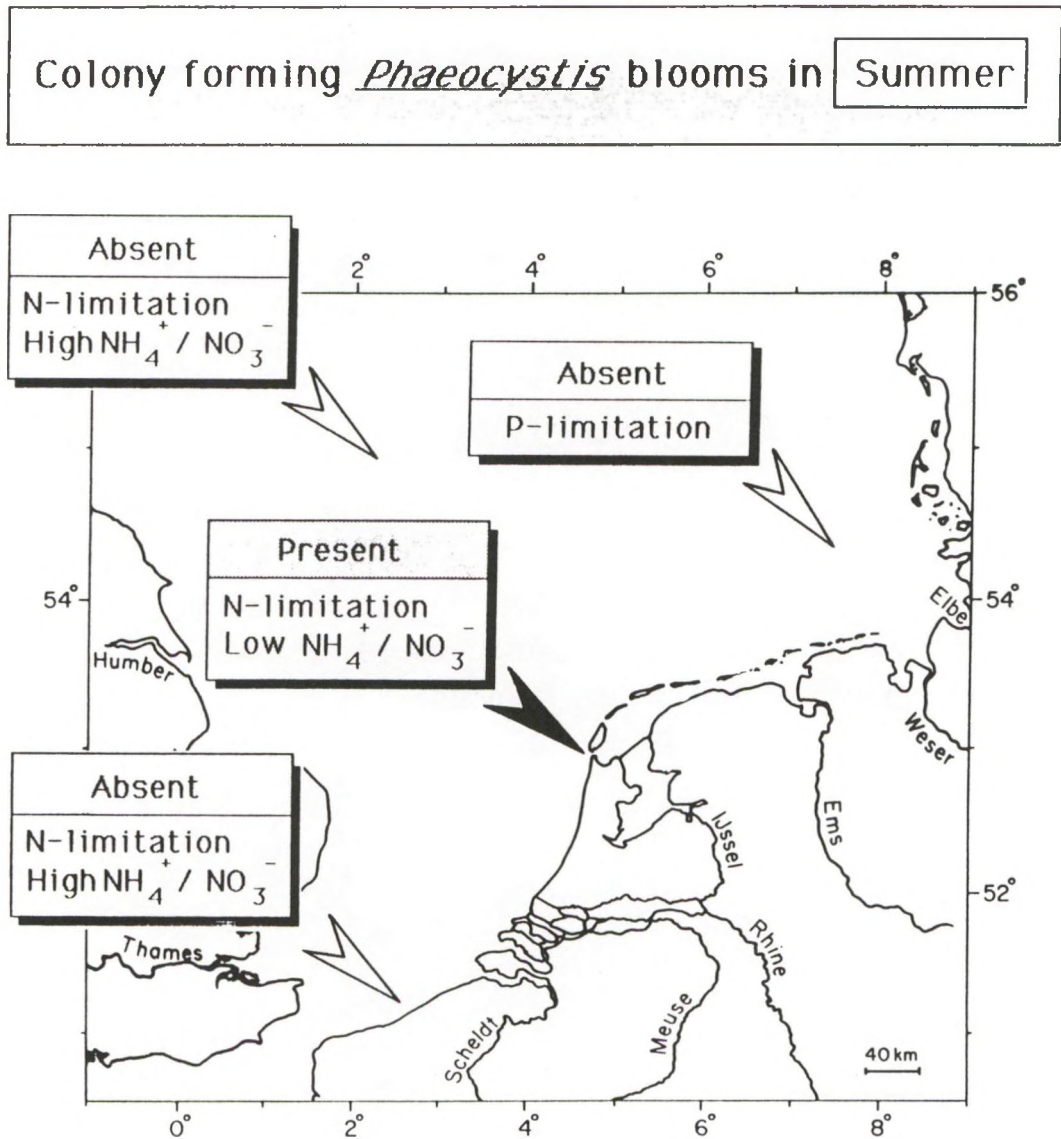 Colony forming Phaeocystis blooms in Summer
Absent
N-limitation
High NH₄⁺ / NO₃⁻
2°
4°
6°
8°
56°
Absent
P-limitation
Present
N-limitation
Low NH₄⁺ / NO₃⁻
54°
54°
Elbe
Humber
Weser
Absent
N-limitation
High NH₄⁺ / NO₃⁻
IJssel
Ems
52°
Thames
Rhine
Meuse
Scheldt
40 km
0°
2°
4°
6°
8°